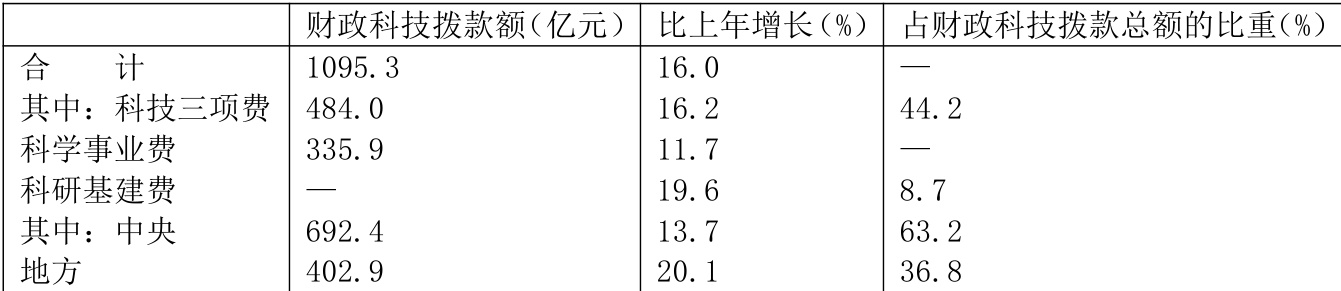 财政科技拨款额(亿元) 比上年增长(%) 占财政科技拨款总额的比重(%)
合 计 1095.3 16.0 —
其中：科技三项费 484.0 16.2 44.2
科学事业费 335.9 11.7 —
科研基建费 — 19.6 8.7
其中：中央 692.4 13.7 63.2
地方 402.9 20.1 36.8